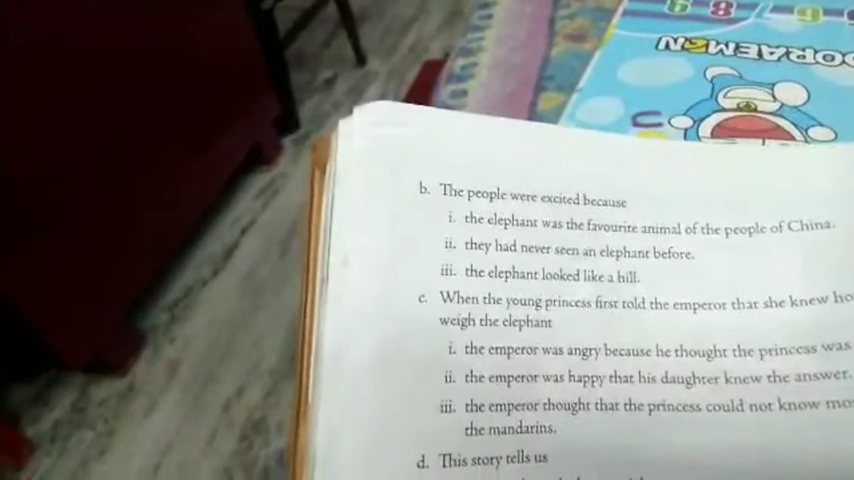 6 7 8 9
DORAEMON
b. The people were excited because
i. the elephant was the favourite animal of the people of China.
ii. they had never seen an elephant before.
iii. the elephant looked like a hill.
c. When the young princess first told the emperor that she knew
weigh the elephant
i. the emperor was angry because he thought the princess was
ii. the emperor was happy that his daughter knew the answer.
iii. the emperor thought that the princess could not know
the mandarins.
d. This story tells us